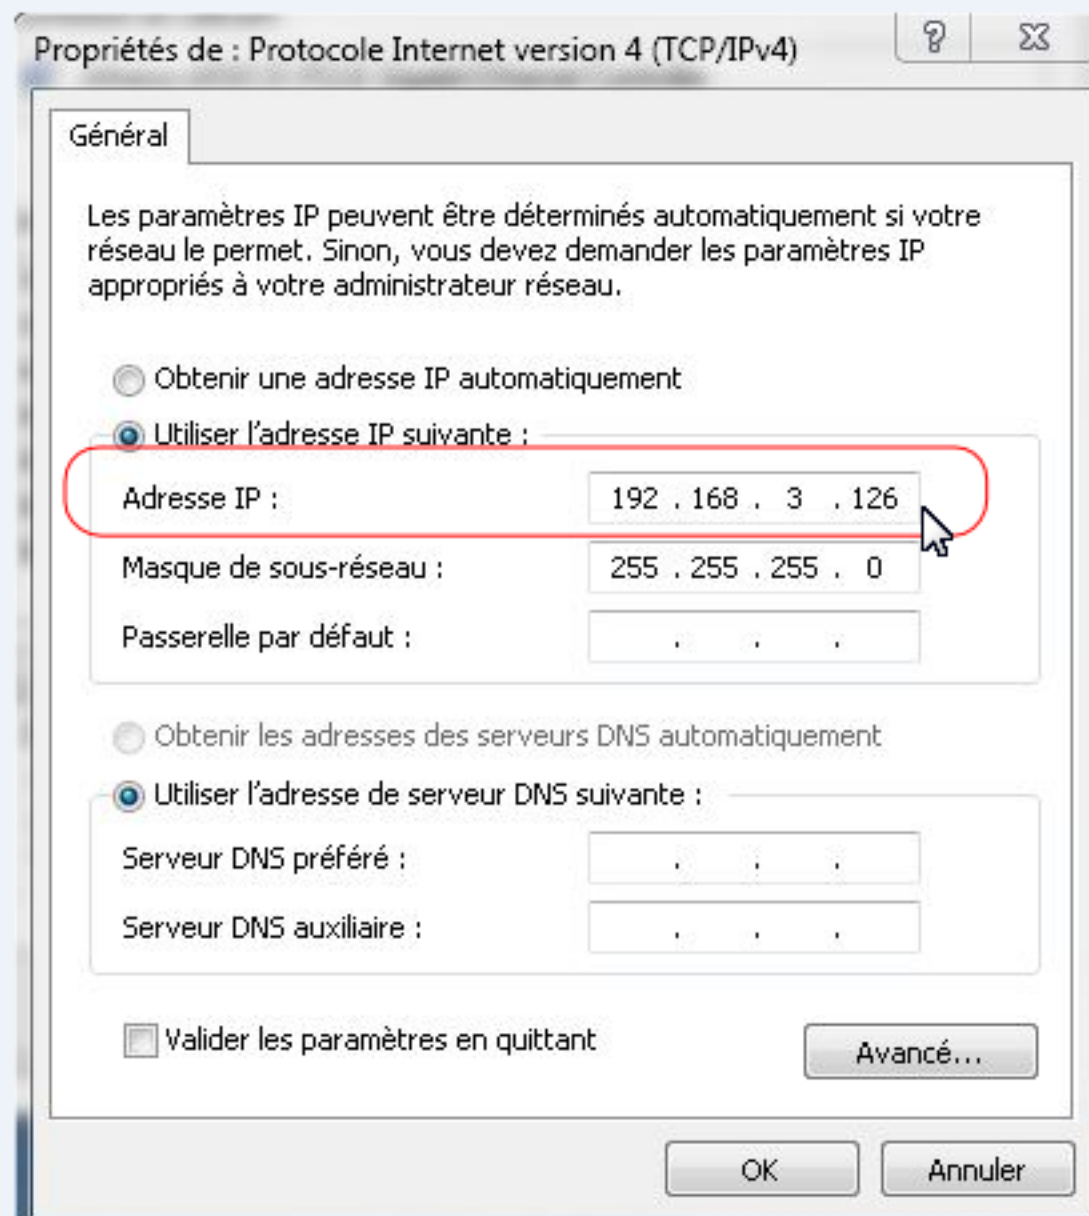 Propriétés de : Protocole Internet version 4 (TCP/IPv4)
Général
Les paramètres IP peuvent être déterminés automatiquement si votre
réseau le permet. Sinon, vous devez demander les paramètres IP
appropriés à votre administrateur réseau.
Obtenir une adresse IP automatiquement
Utiliser l'adresse IP suivante :
Adresse IP : 192 . 168 . 3 . 126
Masque de sous-réseau : 255 . 255 . 255 . 0
Passerelle par défaut : . . .
Obtenir les adresses des serveurs DNS automatiquement
Utiliser l'adresse de serveur DNS suivante :
Serveur DNS préféré : . . .
Serveur DNS auxiliaire : . . .
Valider les paramètres en quittant
Avancé...
OK Annuler